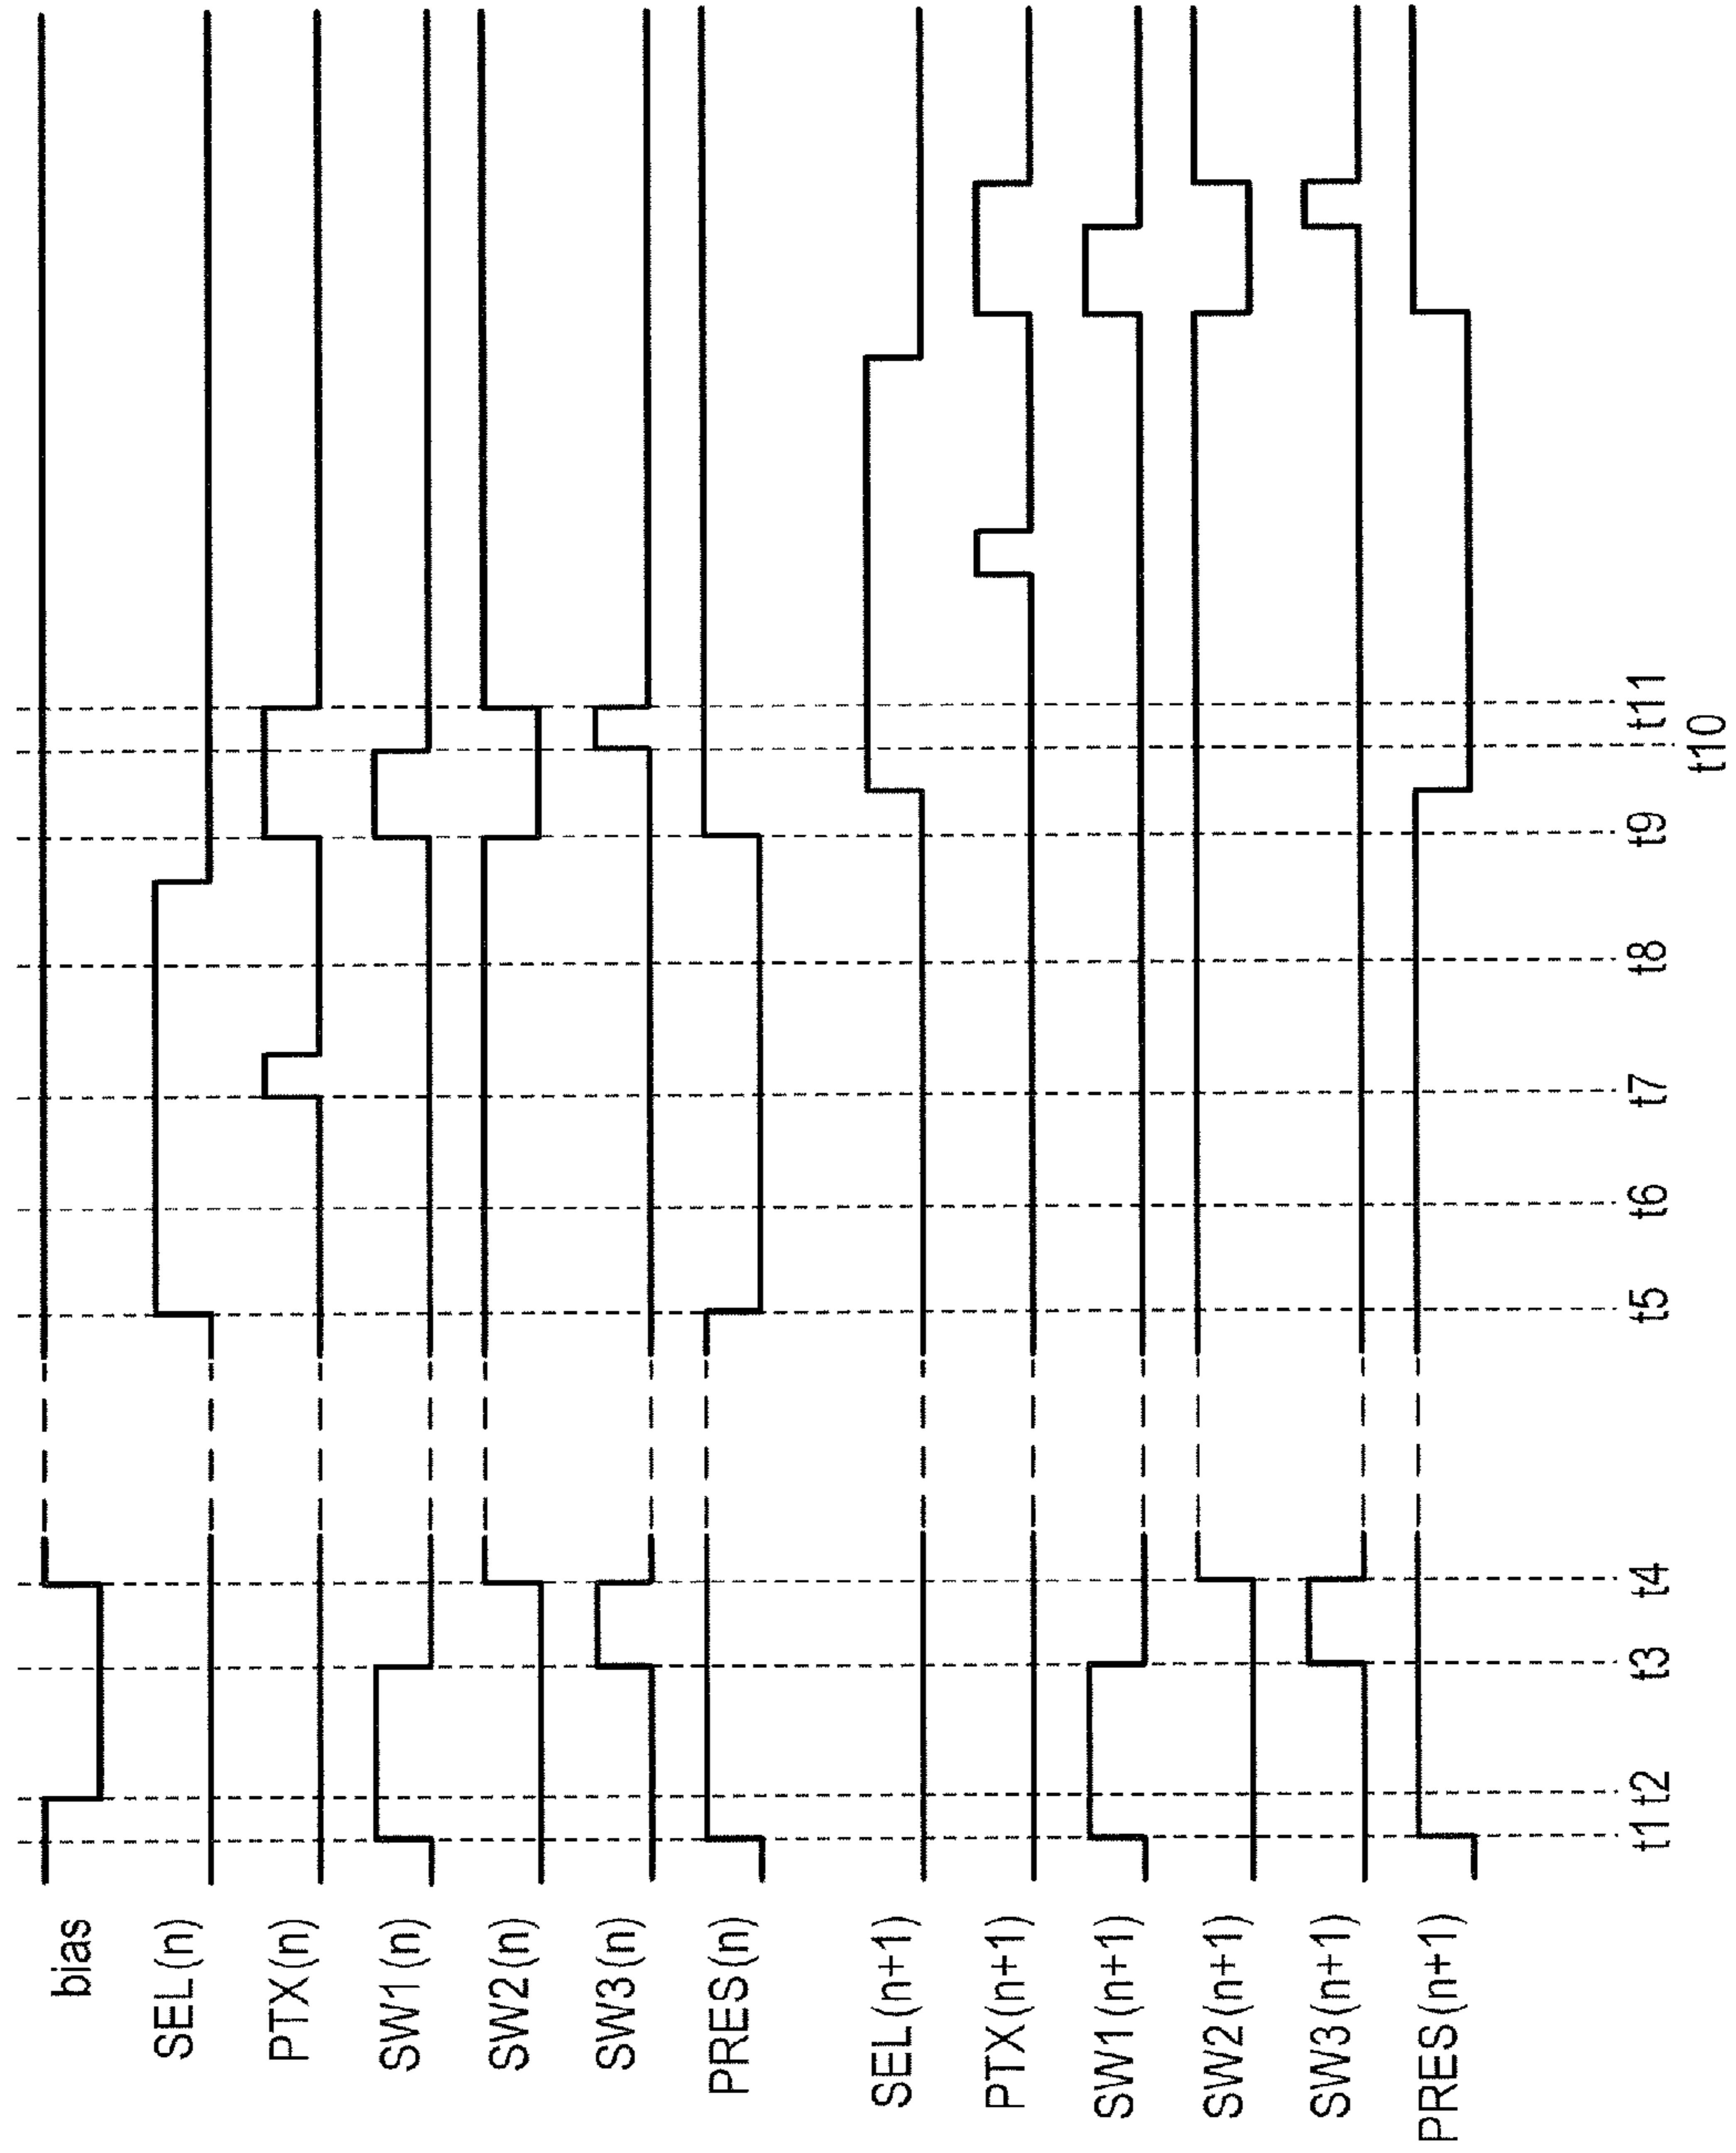 bias
SEL(n)
PTX(n)
SW1(n)
SW2(n)
SW3(n)
PRES(n)
SEL(n+1)
PTX(n+1)
SW1(n+1)
SW2(n+1)
SW3(n+1)
PRES(n+1)
t1 t2 t3 t4 t5 t6 t7 t8 t9 t11
t10